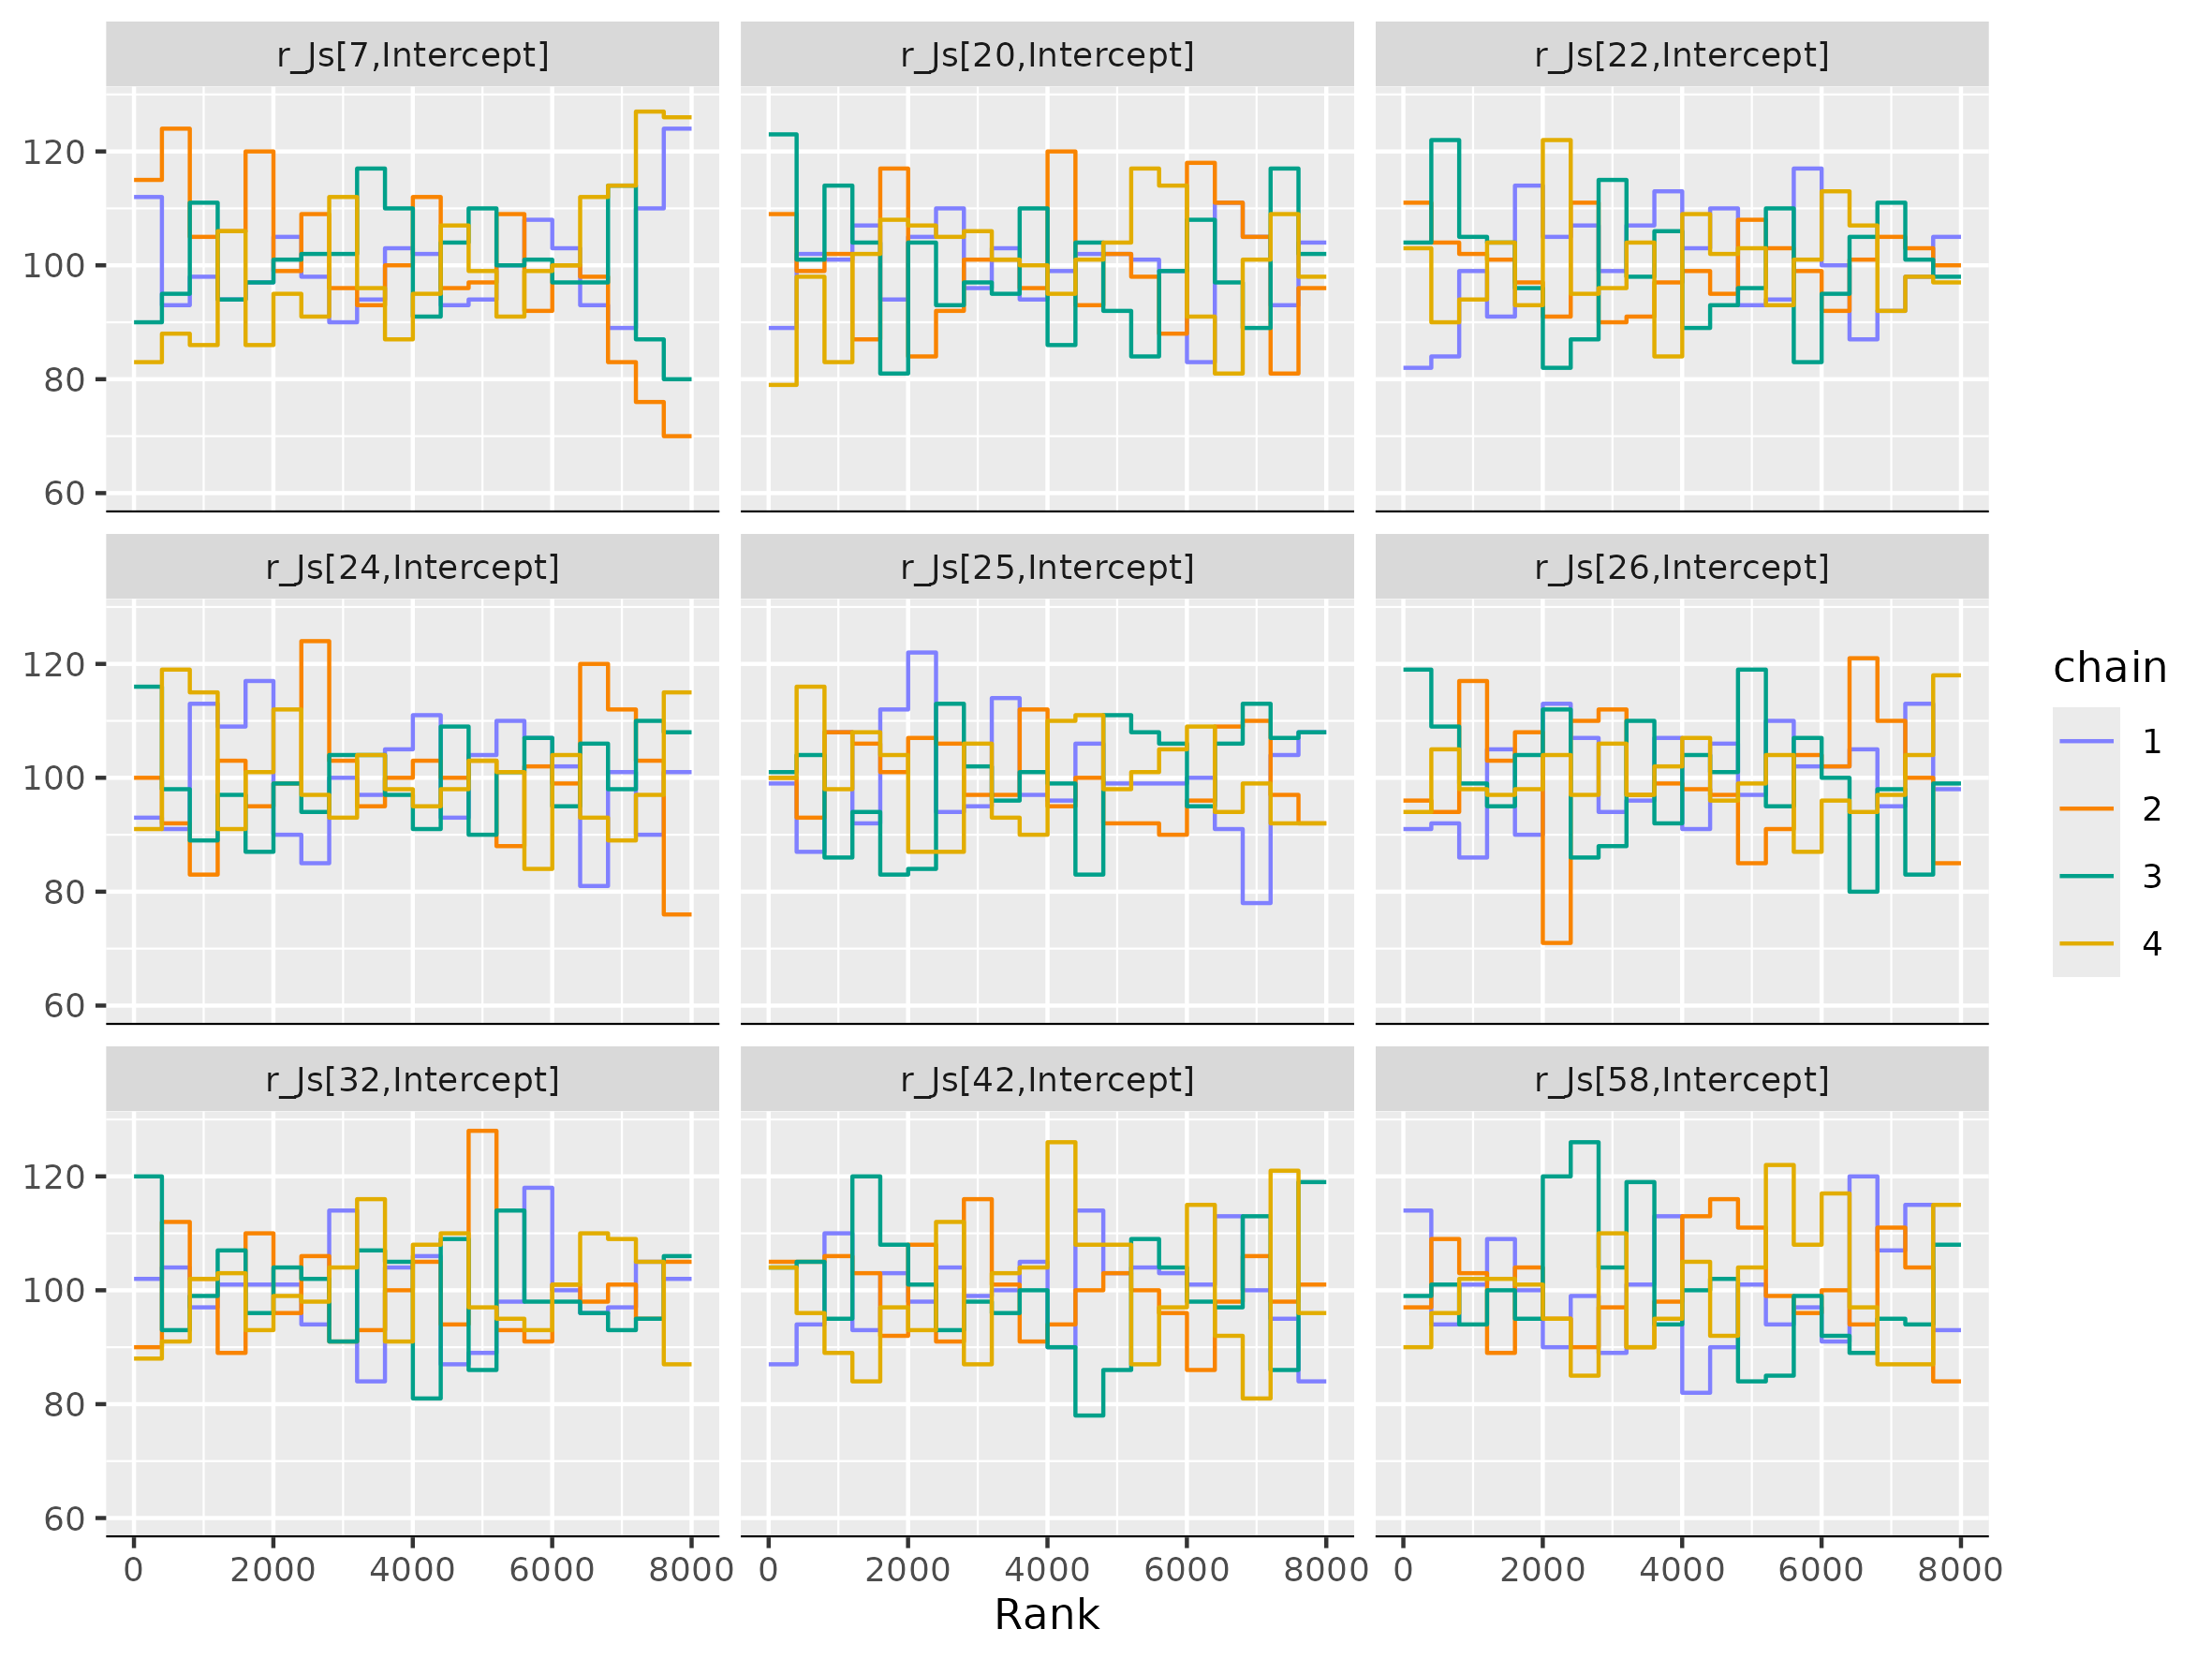 r_Js[7,Intercept] r_Js[20,Intercept] r_Js[22,Intercept]
120
100
80
60
r_Js[24,Intercept] r_Js[25,Intercept] r_Js[26,Intercept]
120
100
80
60
r_Js[32,Intercept] r_Js[42,Intercept] r_Js[58,Intercept]
120
100
80
60
0 2000 4000 6000 8000 0 2000 4000 6000 8000 0 2000 4000 6000 8000
Rank
chain
1
2
3
4